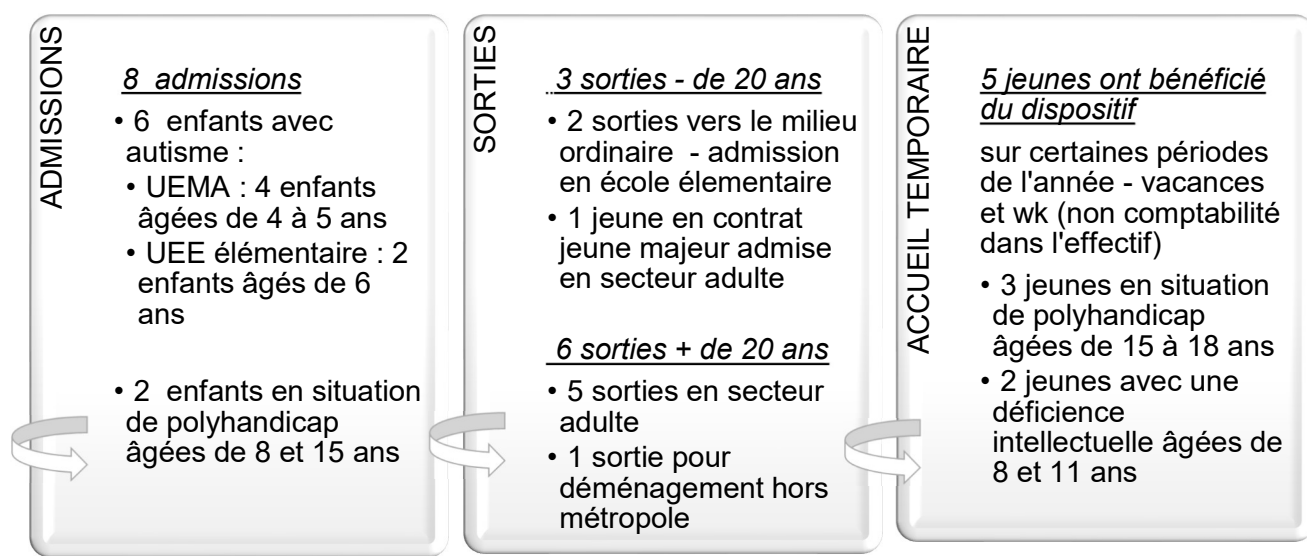 ADMISSIONS
8 admissions
• 6 enfants avec
autisme :
• UEMA : 4 enfants
âgées de 4 à 5 ans
• UEE élémentaire : 2
enfants âgés de 6
ans
• 2 enfants en situation
de polyhandicap
âgées de 8 et 15 ans
SORTIES
3 sorties - de 20 ans
• 2 sorties vers le milieu
ordinaire - admission
en école élementaire
• 1 jeune en contrat
jeune majeur admise
en secteur adulte
6 sorties + de 20 ans
• 5 sorties en secteur
adulte
• 1 sortie pour
déménagement hors
métropole
ACCUEIL TEMPORAIRE
5 jeunes ont bénéficié
du dispositif
sur certaines périodes
de l'année - vacances
et wk (non comptabilité
dans l'effectif)
• 3 jeunes en situation
de polyhandicap
âgées de 15 à 18 ans
• 2 jeunes avec une
déficience
intellectuelle âgées de
8 et 11 ans